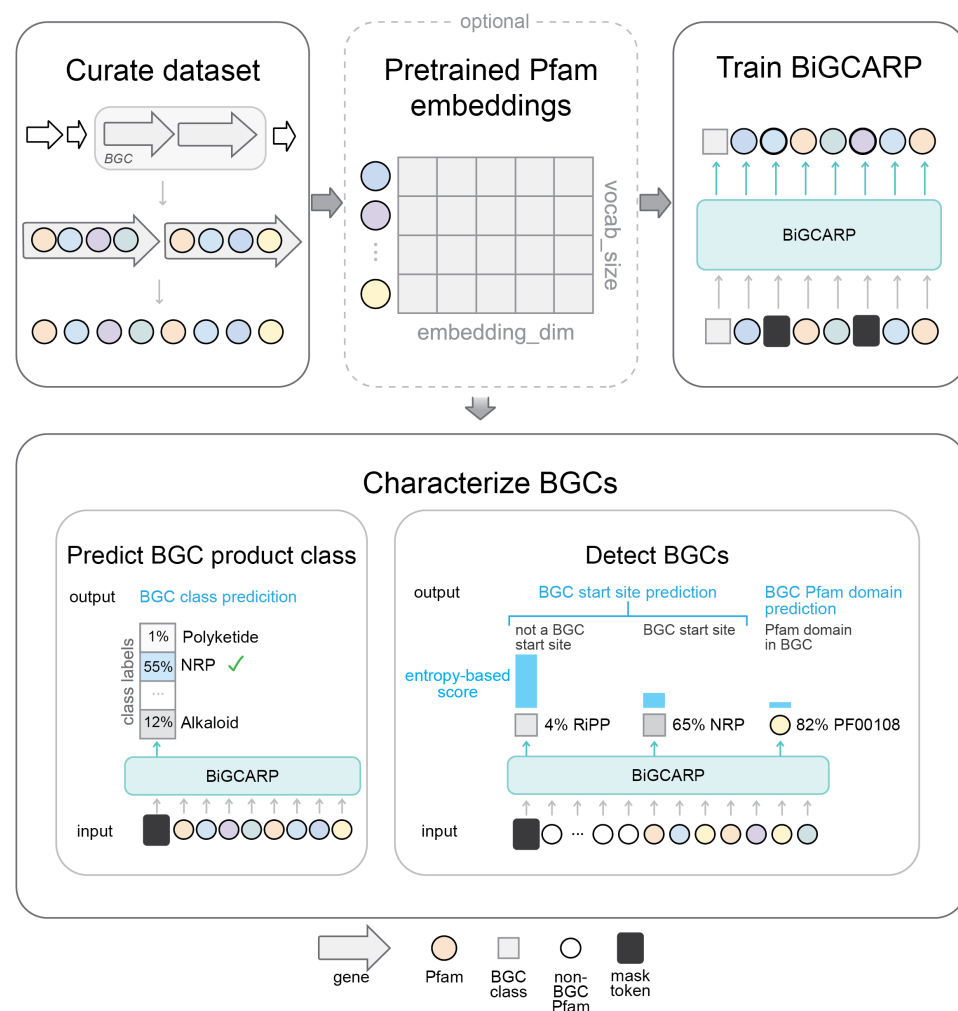 optional
Curate dataset
BGC
Pretrained Pfam
embeddings
...
vocab_size
embedding_dim
Train BiGCARP
BiGCARP
Characterize BGCs
Predict BGC product class
output
BGC class predicition
class labels
1% Polyketide
55% NRP ✓
...
12% Alkaloid
BiGCARP
input
Detect BGCs
output
BGC start site prediction
BGC Pfam domain
prediction
not a BGC
start site
BGC start site
Pfam domain
in BGC
entropy-based
score
4% RiPP
65% NRP
82% PF00108
BiGCARP
input
...
gene
Pfam
BGC
class
non-
BGC
Pfam
mask
token